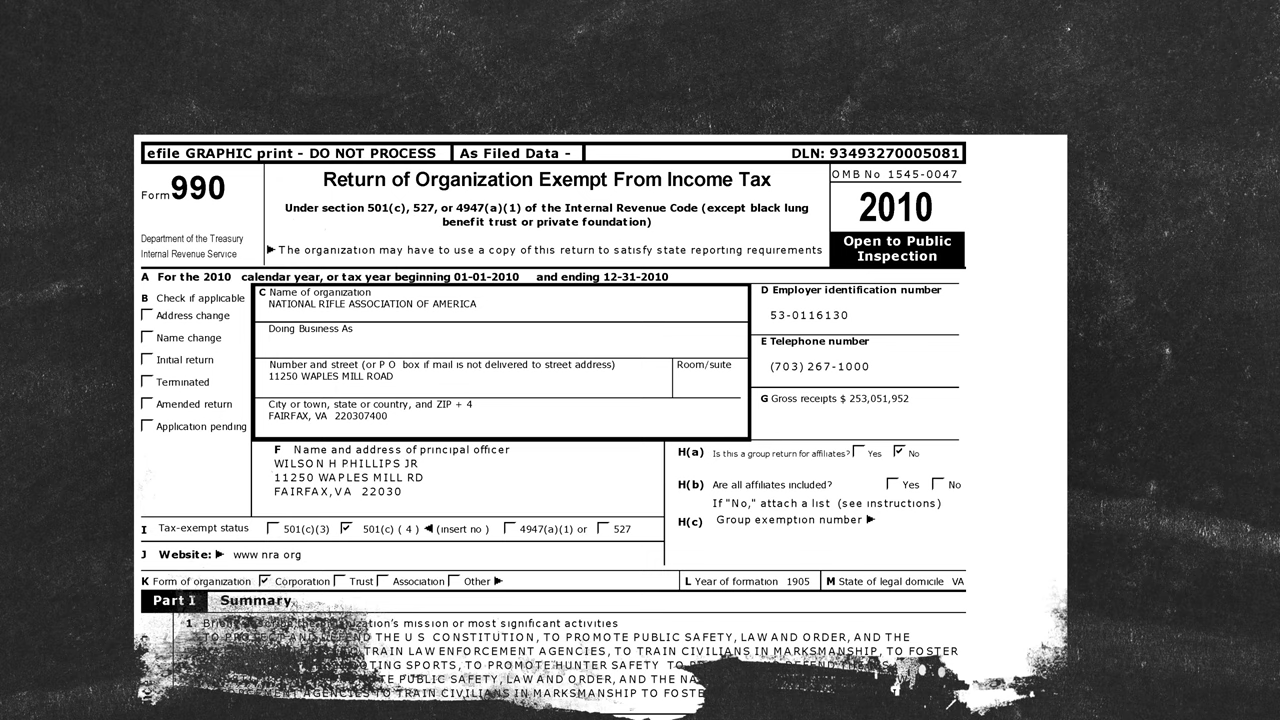 efile GRAPHIC print - DO NOT PROCESS As Filed Data - DLN: 93493270005081
Form 990
Return of Organization Exempt From Income Tax
Under section 501(c), 527, or 4947(a)(1) of the Internal Revenue Code (except black lung
benefit trust or private foundation)
OMB No 1545-0047
2010
Department of the Treasury
Internal Revenue Service
▶ The organization may have to use a copy of this return to satisfy state reporting requirements
Open to Public
Inspection
A For the 2010 calendar year, or tax year beginning 01-01-2010 and ending 12-31-2010
B Check if applicable
Address change
Name change
Initial return
Terminated
Amended return
Application pending
C Name of organization
NATIONAL RIFLE ASSOCIATION OF AMERICA
Doing Business As
Number and street (or P O box if mail is not delivered to street address) Room/suite
11250 WAPLES MILL ROAD
City or town, state or country, and ZIP + 4
FAIRFAX, VA 220307400
D Employer identification number
53-0116130
E Telephone number
(703) 267-1000
G Gross receipts $ 253,051,952
F Name and address of principal officer
WILSON H PHILLIPS JR
11250 WAPLES MILL RD
FAIRFAX,VA 22030
H(a) Is this a group return for affiliates? Yes No
H(b) Are all affiliates included? Yes No
If "No," attach a list (see instructions)
H(c) Group exemption number ▶
I Tax-exempt status 501(c)(3) 501(c) ( 4 ) ◀ (insert no ) 4947(a)(1) or 527
J Website: ▶ www nra org
K Form of organization Corporation Trust Association Other ▶
L Year of formation 1905
M State of legal domicile VA
Part I Summary
1 mission or most significant activities
THE U S CONSTITUTION, TO PROMOTE PUBLIC SAFETY, LAW AND ORDER, AND THE
TRAIN LAW ENFORCEMENT AGENCIES, TO TRAIN CIVILIANS IN MARKSMANSHIP, TO FOSTER
SPORTS, TO PROMOTE HUNTER SAFETY TO
PUBLIC SAFETY, LAW AND ORDER, AND THE
AGENCIES TO TRAIN CIVILIANS IN MARKSMANSHIP TO